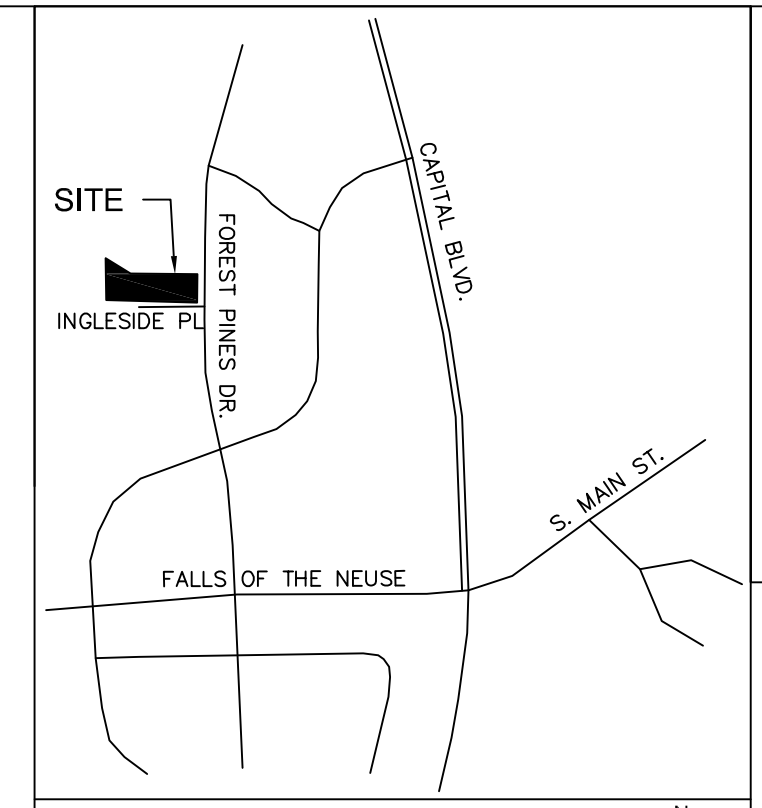 SITE
CAPITAL BLVD.
FOREST PINES DR.
INGLESIDE PL
S. MAIN ST.
FALLS OF THE NEUSE